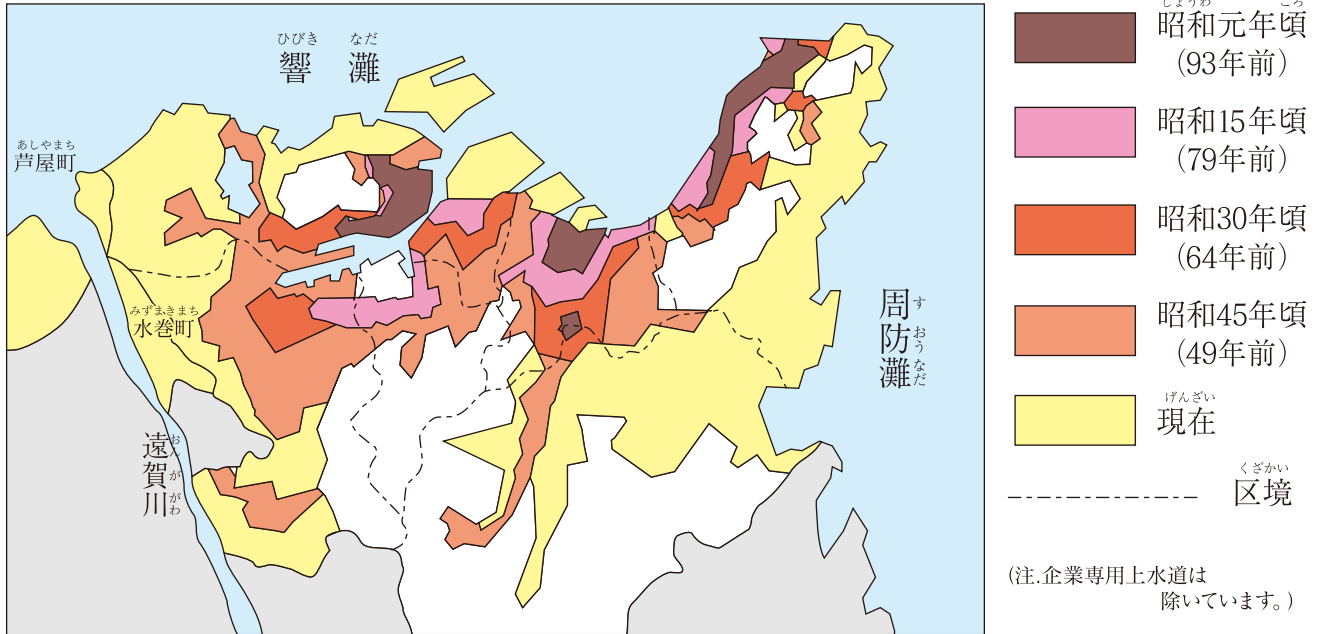 響灘
ひびきなだ
芦屋町
あしやまち
水巻町
みずまきまち
遠賀川
おんががわ
周防灘
すおうなだ
しょうわ ころ
昭和元年頃
(93年前)
昭和15年頃
(79年前)
昭和30年頃
(64年前)
昭和45年頃
(49年前)
げんざい
現在
くざかい
区境
(注.企業専用上水道は
除いています。)